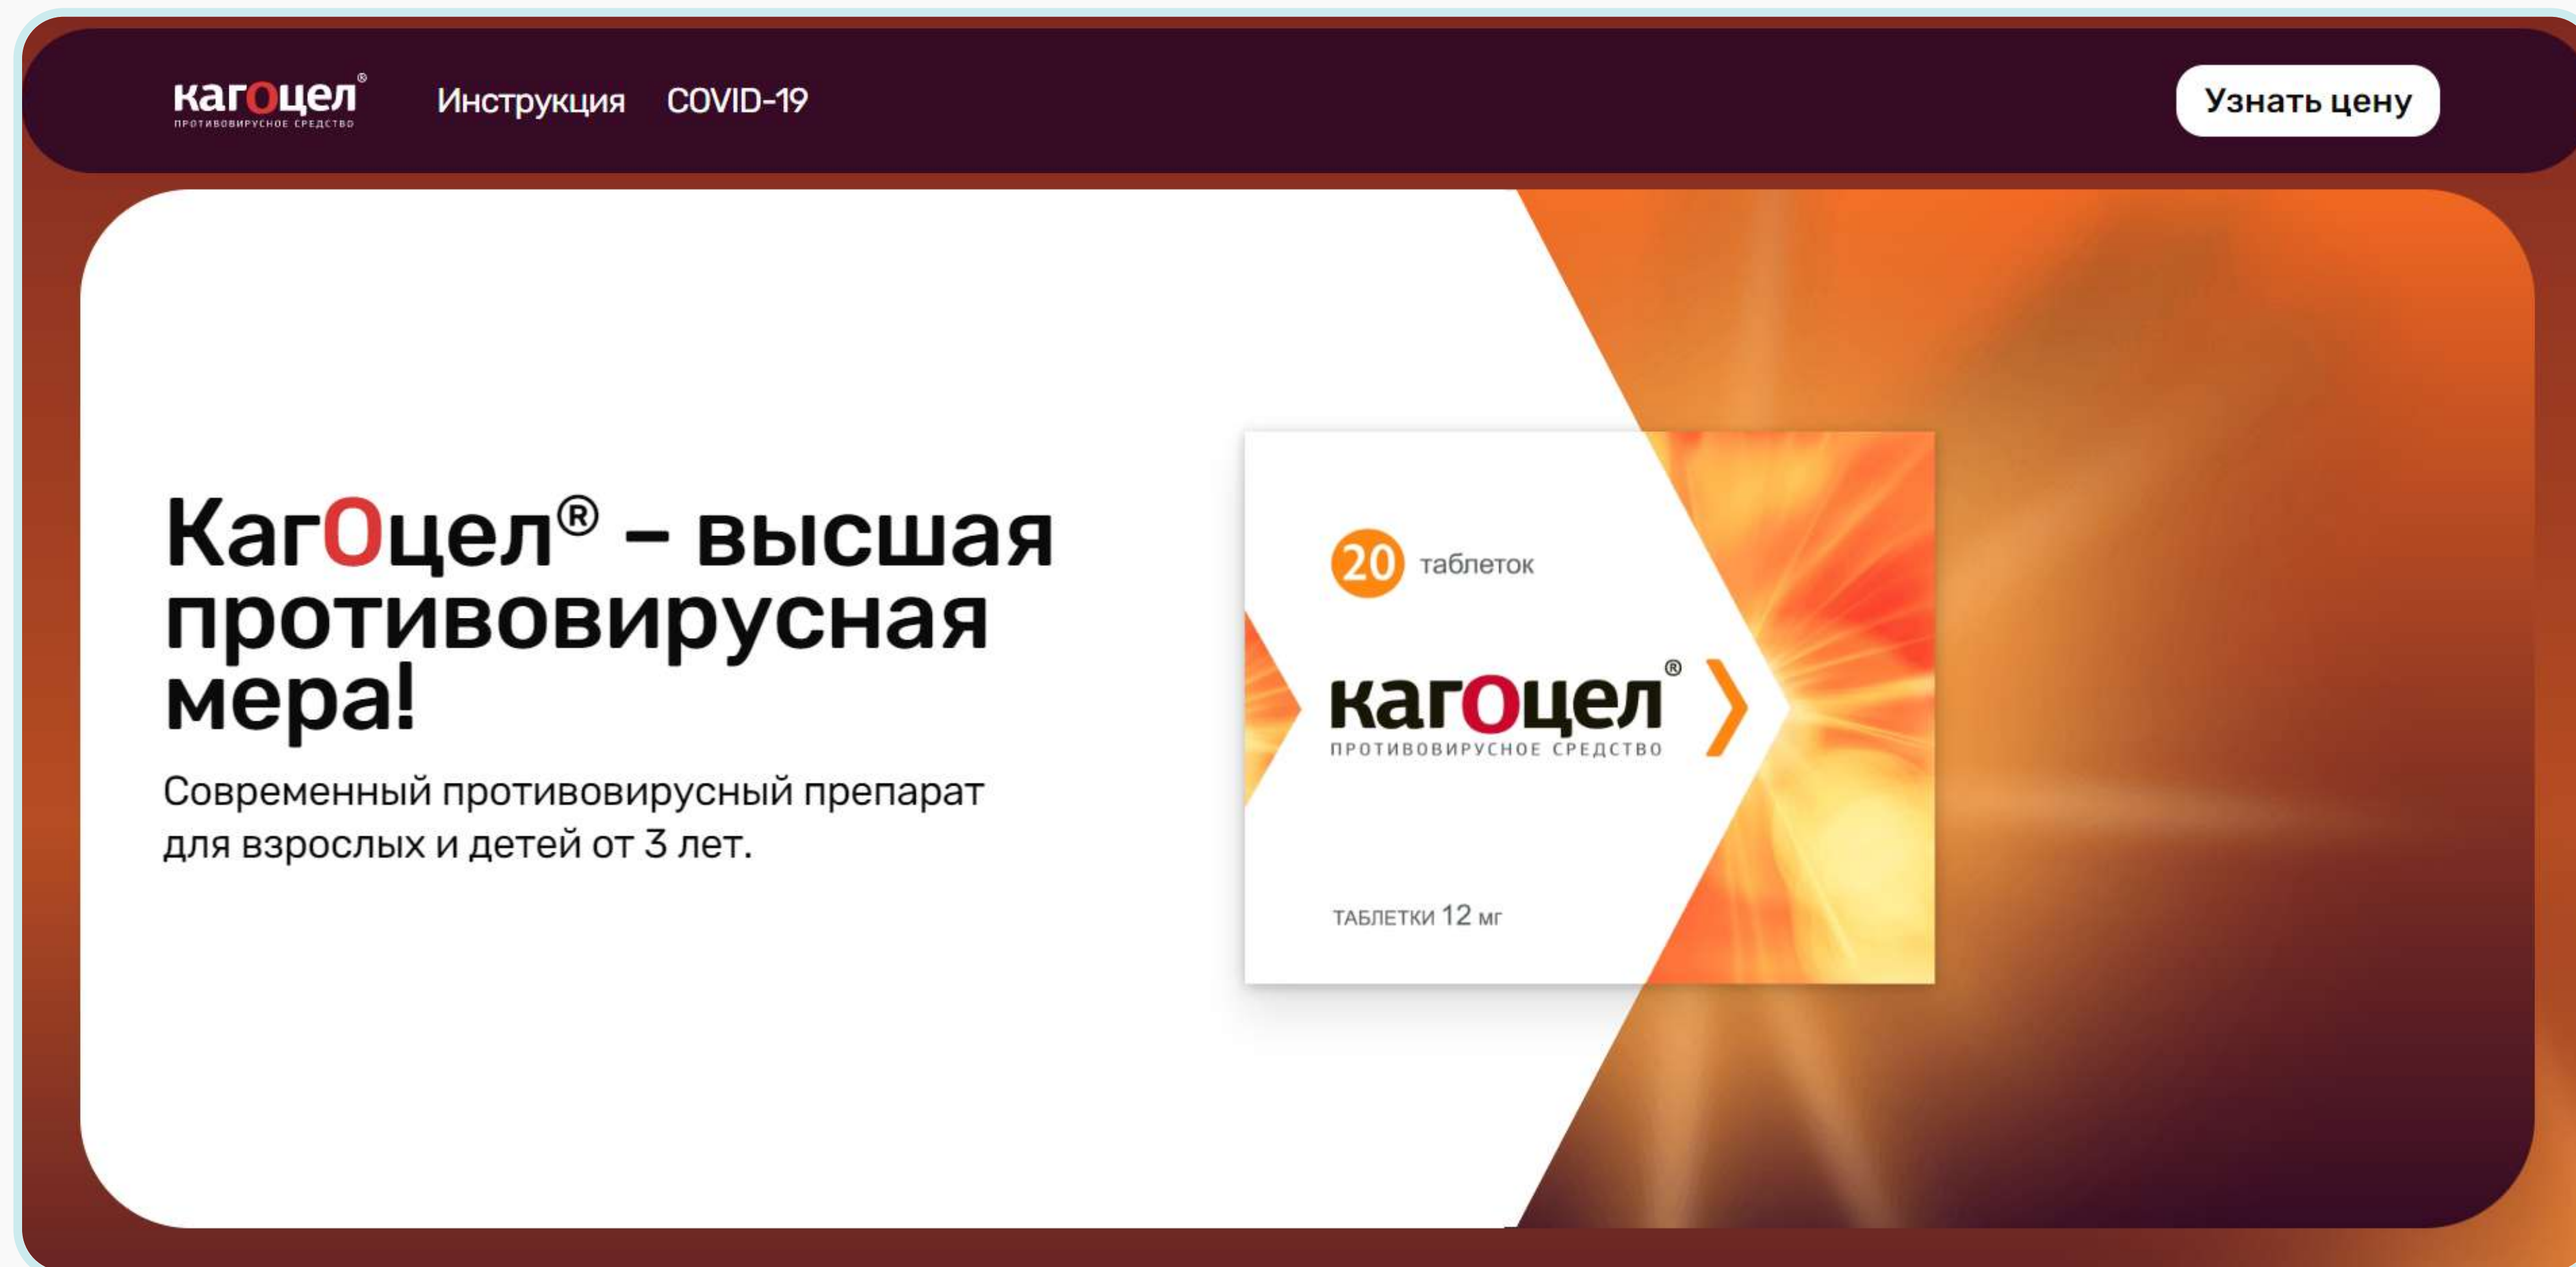 кагоцел®
ПРОТИВОВИРУСНОЕ СРЕДСТВО
Инструкция
COVID-19
Узнать цену
КагОцел® – высшая
противовирусная
мера!
Современный противовирусный препарат
для взрослых и детей от 3 лет.
20 таблеток
кагоцел®
ПРОТИВОВИРУСНОЕ СРЕДСТВО
ТАБЛЕТКИ 12 мг